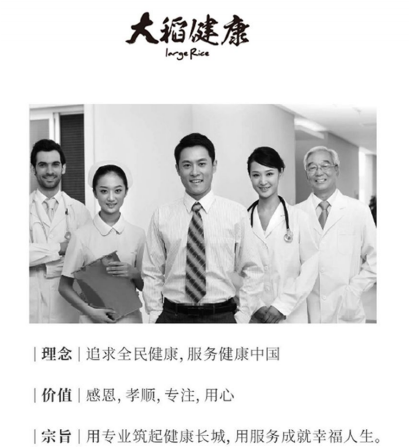 大稻健康
largeRice
|理念|追求全民健康,服务健康中国
|价值|感恩,孝顺,专注,用心
|宗旨|用专业筑起健康长城,用服务成就幸福人生。